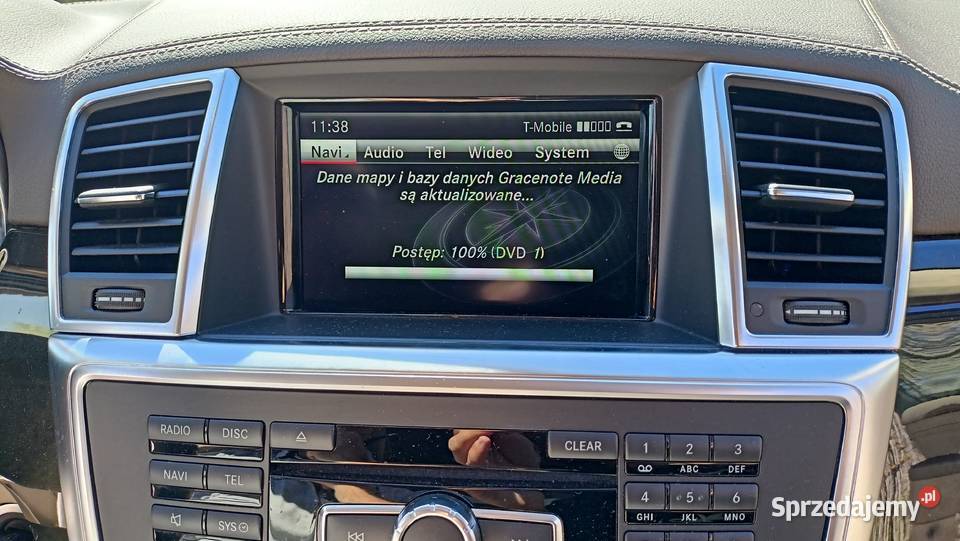 11:38 T-Mobile
Navi Audio Tel Wideo System
Dane mapy i bazy danych Gracenote Media
są aktualizowane...
Postęp: 100% (DVD 1)
RADIO DISC CLEAR 1 2 3
ABC DEF
NAVI TEL 4 5 6
GHI JKL MNO
SYS
Sprzedajemy .pl